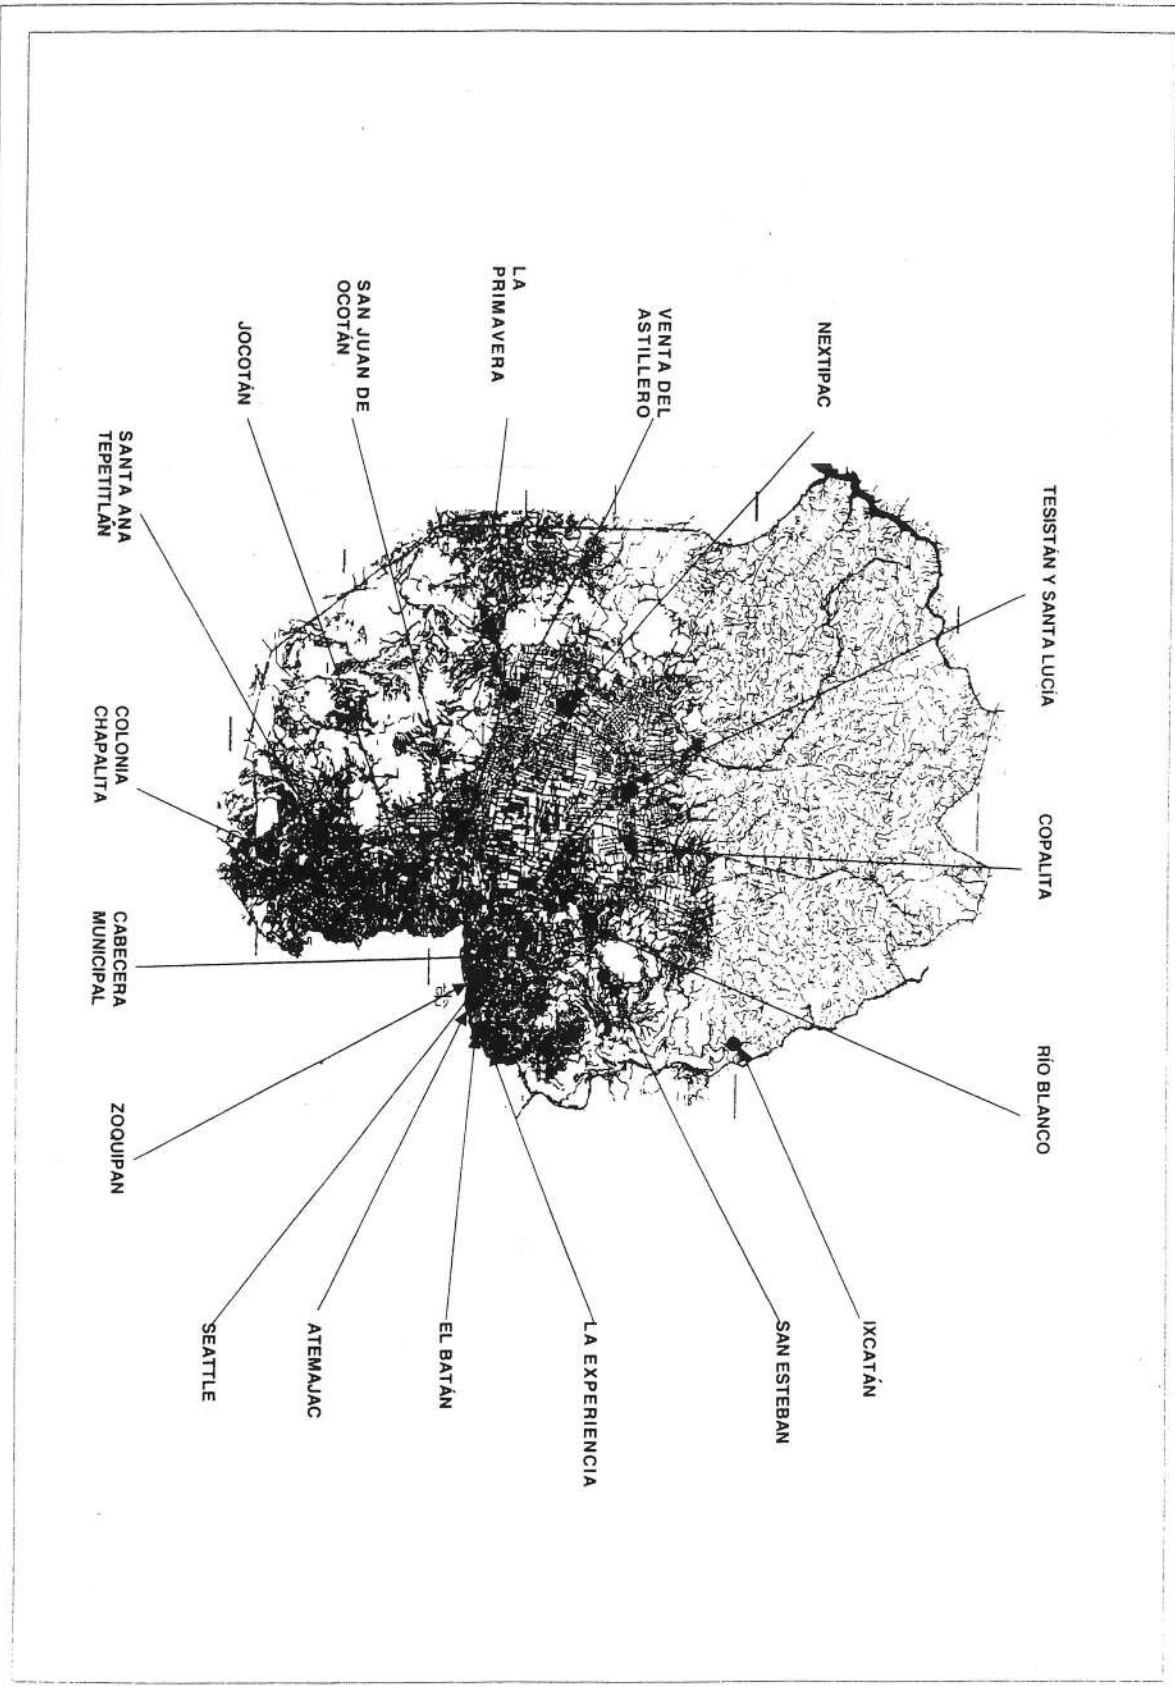 TESISTÁN Y SANTA LUCÍA
COPALITA
RÍO BLANCO
NEXTIPAC
IXCATÁN
VENTA DEL
ASTILLERO
SAN ESTEBAN
LA
PRIMAVERA
LA EXPERIENCIA
SAN JUAN DE
OCOTÁN
EL BATÁN
JOCOTÁN
ATEMAJAC
SEATTLE
SANTA ANA
TEPETITLÁN
COLONIA
CHAPALITA
CABECERA
MUNICIPAL
ZOQUIPAN